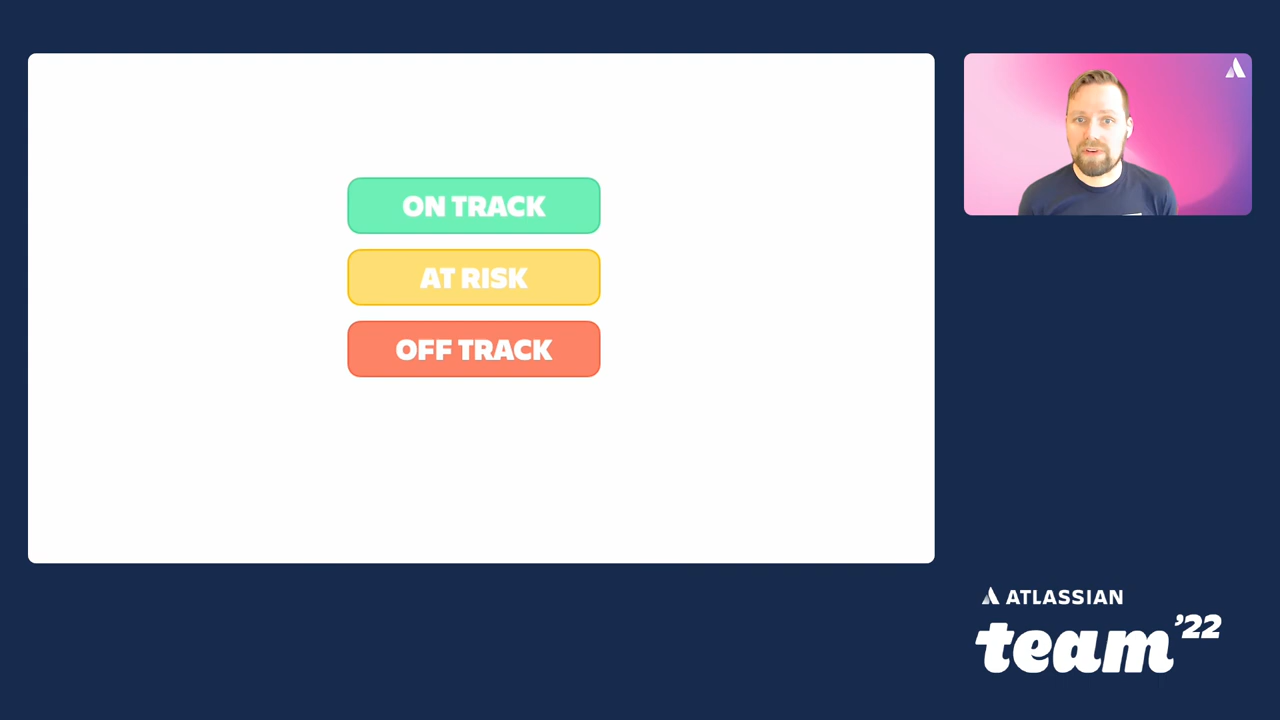 ON TRACK
AT RISK
OFF TRACK
ATLASSIAN
team '22